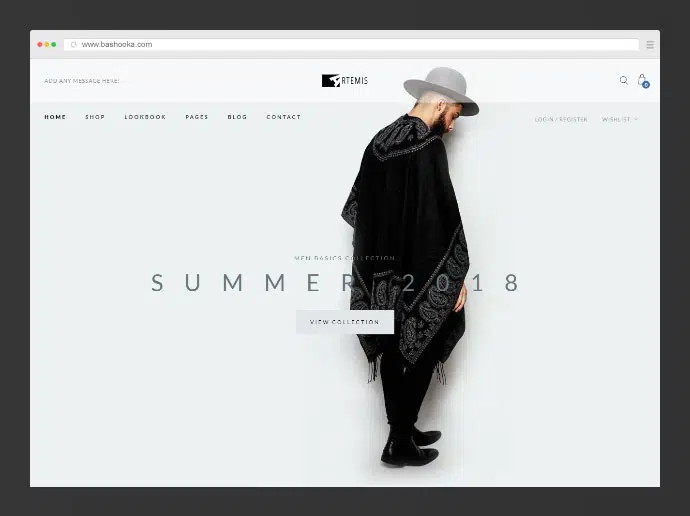 www.bashooka.com
ADD ANY MESSAGE HERE:
RTEMIS
0
HOME SHOP LOOKBOOK PAGES BLOG CONTACT
LOGIN / REGISTER WISHLIST
MEN BASICS COLLECTION
SUMMER 2018
VIEW COLLECTION